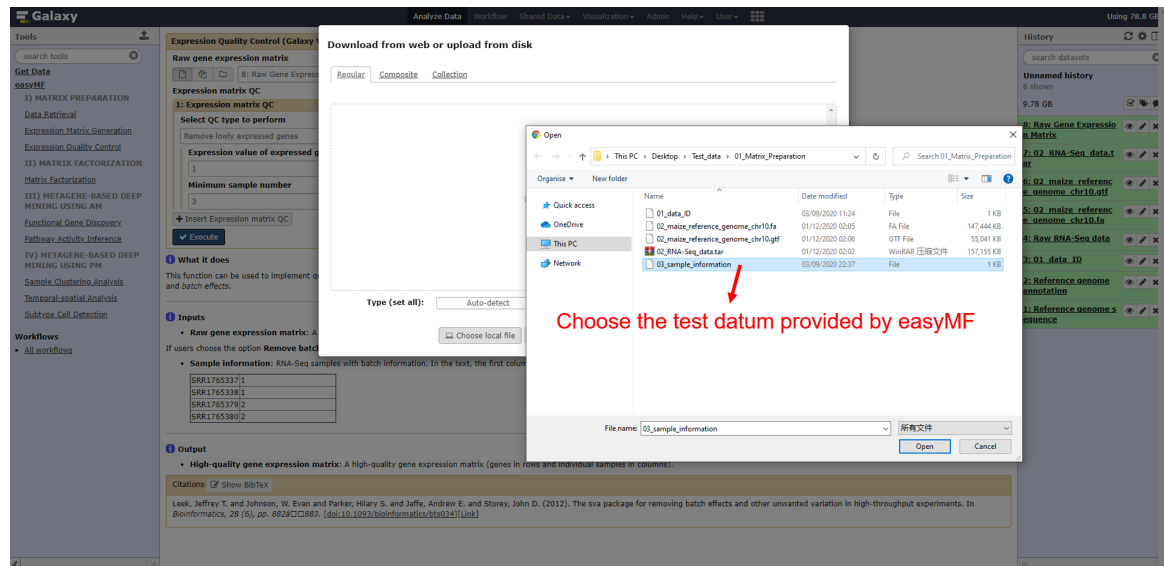 Galaxy
Analyze Data Workflow Shared Data Visualization Admin Help User
Using 78.8 GB
Tools
search tools
Get Data
easyMF
I) MATRIX PREPARATION
Data Retrieval
Expression Matrix Generation
Expression Quality Control
II) MATRIX FACTORIZATION
Matrix Factorization
III) METAGENE-BASED DEEP
MINING USING AM
Functional Gene Discovery
Pathway Activity Inference
IV) METAGENE-BASED DEEP
MINING USING PM
Sample Clustering Analysis
Temporal-spatial Analysis
Subtype Cell Detection
Workflows
All workflows
Expression Quality Control (Galaxy V
Raw gene expression matrix
8: Raw Gene Express
Expression matrix QC
1: Expression matrix QC
Select QC type to perform
Remove lowly expressed genes
Expression value of expressed g
1
Minimum sample number
3
Insert Expression matrix QC
Execute
What it does
This function can be used to implement q
and batch effects.
Inputs
Raw gene expression matrix: A
If users choose the option Remove batcl
Sample information: RNA-Seq samples with batch information. In the text, the first colum
SRR1765337 1
SRR1765338 1
SRR1765379 2
SRR1765380 2
Output
High-quality gene expression matrix: A high-quality gene expression matrix (genes in rows and individual samples in columns).
Citations Show BibTeX
Leek, Jeffrey T. and Johnson, W. Evan and Parker, Hilary S. and Jaffe, Andrew E. and Storey, John D. (2012). The sva package for removing batch effects and other unwanted variation in high-throughput experiments. In
Bioinformatics, 28 (6), pp. 882â□□883. [doi:10.1093/bioinformatics/bts034][Link]
Download from web or upload from disk
Regular Composite Collection
Type (set all): Auto-detect
Choose local file
Open
This PC > Desktop > Test_data > 01_Matrix_Preparation
Search 01_Matrix_Preparation
Organise New folder
Quick access
OneDrive
This PC
Network
Name Date modified Type Size
01_data_ID 03/09/2020 11:24 File 1 KB
02_maize_reference_genome_chr10.fa 01/12/2020 02:05 FA File 147,444 KB
02_maize_reference_genome_chr10.gtf 01/12/2020 02:06 GTF File 55,041 KB
02_RNA-Seq_data.tar 01/12/2020 02:02 WinRAR 压缩文件 157,155 KB
03_sample_information 03/09/2020 22:37 File 1 KB
Choose the test datum provided by easyMF
File name: 03_sample_information
所有文件
Open Cancel
History
search datasets
Unnamed history
8 shown
9.78 GB
8: Raw Gene Expressio
n Matrix
7: 02_RNA-Seq_data.t
ar
6: 02_maize_referenc
e_genome_chr10.gtf
5: 02_maize_referenc
e_genome_chr10.fa
4: Raw RNA-Seq data
3: 01_data_ID
2: Reference genome
annotation
1: Reference genome s
equence